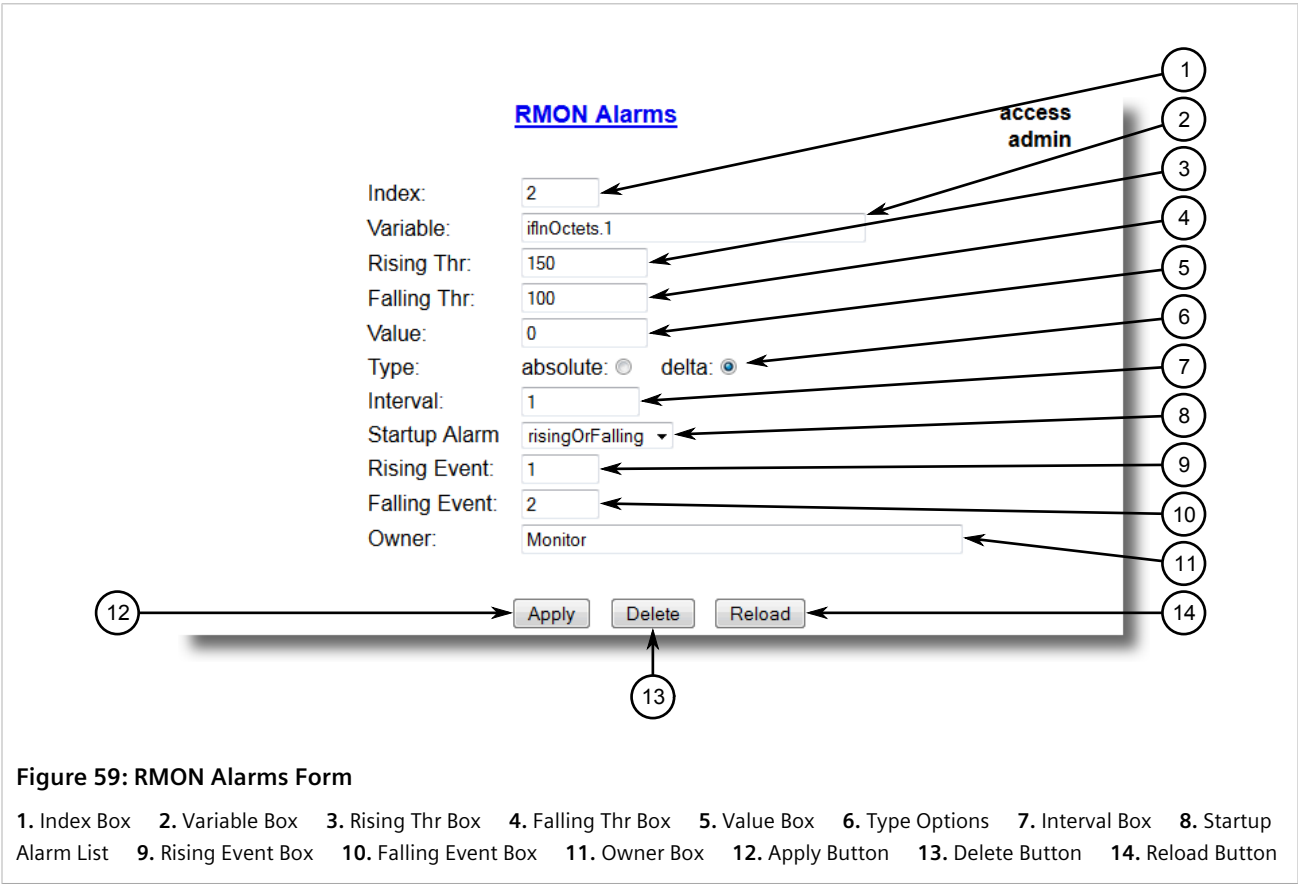 1
RMON Alarms
access
admin
2
3
Index: 2
4
Variable: ifInOctets.1
Rising Thr: 150
5
Falling Thr: 100
6
Value: 0
Type: absolute: delta:
7
Interval: 1
8
Startup Alarm risingOrFalling
Rising Event: 1
9
Falling Event: 2
10
Owner: Monitor
11
12
Apply Delete Reload
14
13
Figure 59: RMON Alarms Form
1. Index Box 2. Variable Box 3. Rising Thr Box 4. Falling Thr Box 5. Value Box 6. Type Options 7. Interval Box 8. Startup
Alarm List 9. Rising Event Box 10. Falling Event Box 11. Owner Box 12. Apply Button 13. Delete Button 14. Reload Button